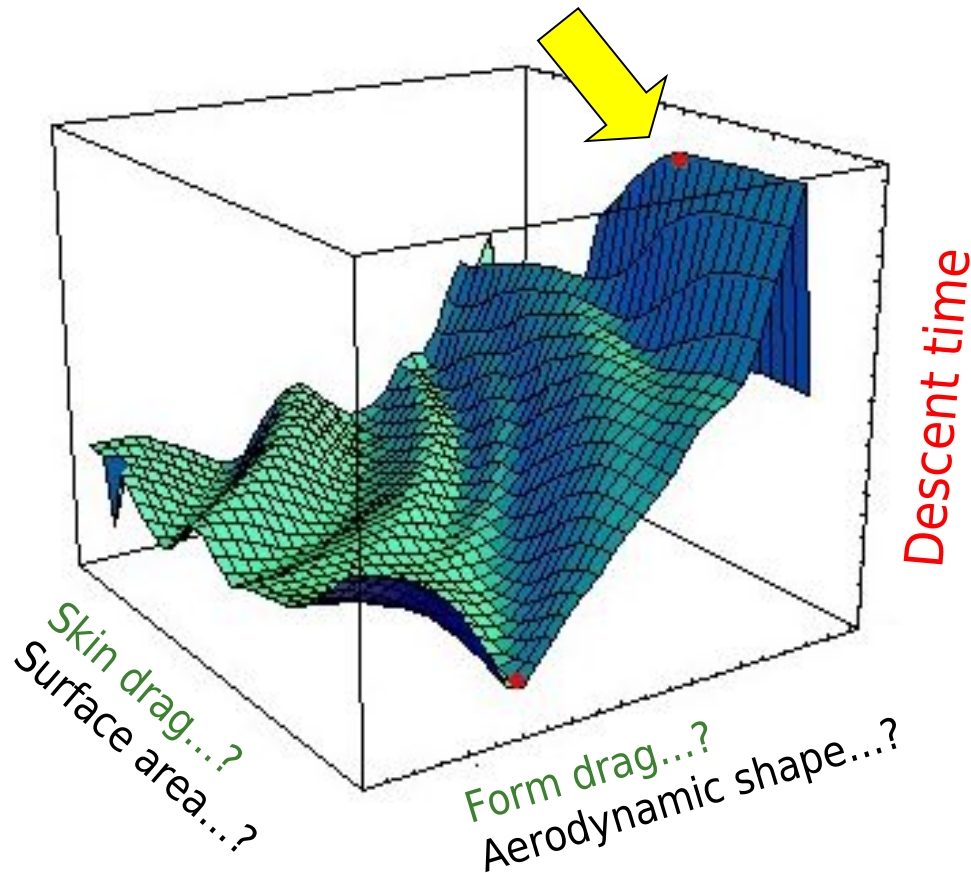 Descent time
Skin drag...?
Surface area...?
Form drag...?
Aerodynamic shape...?